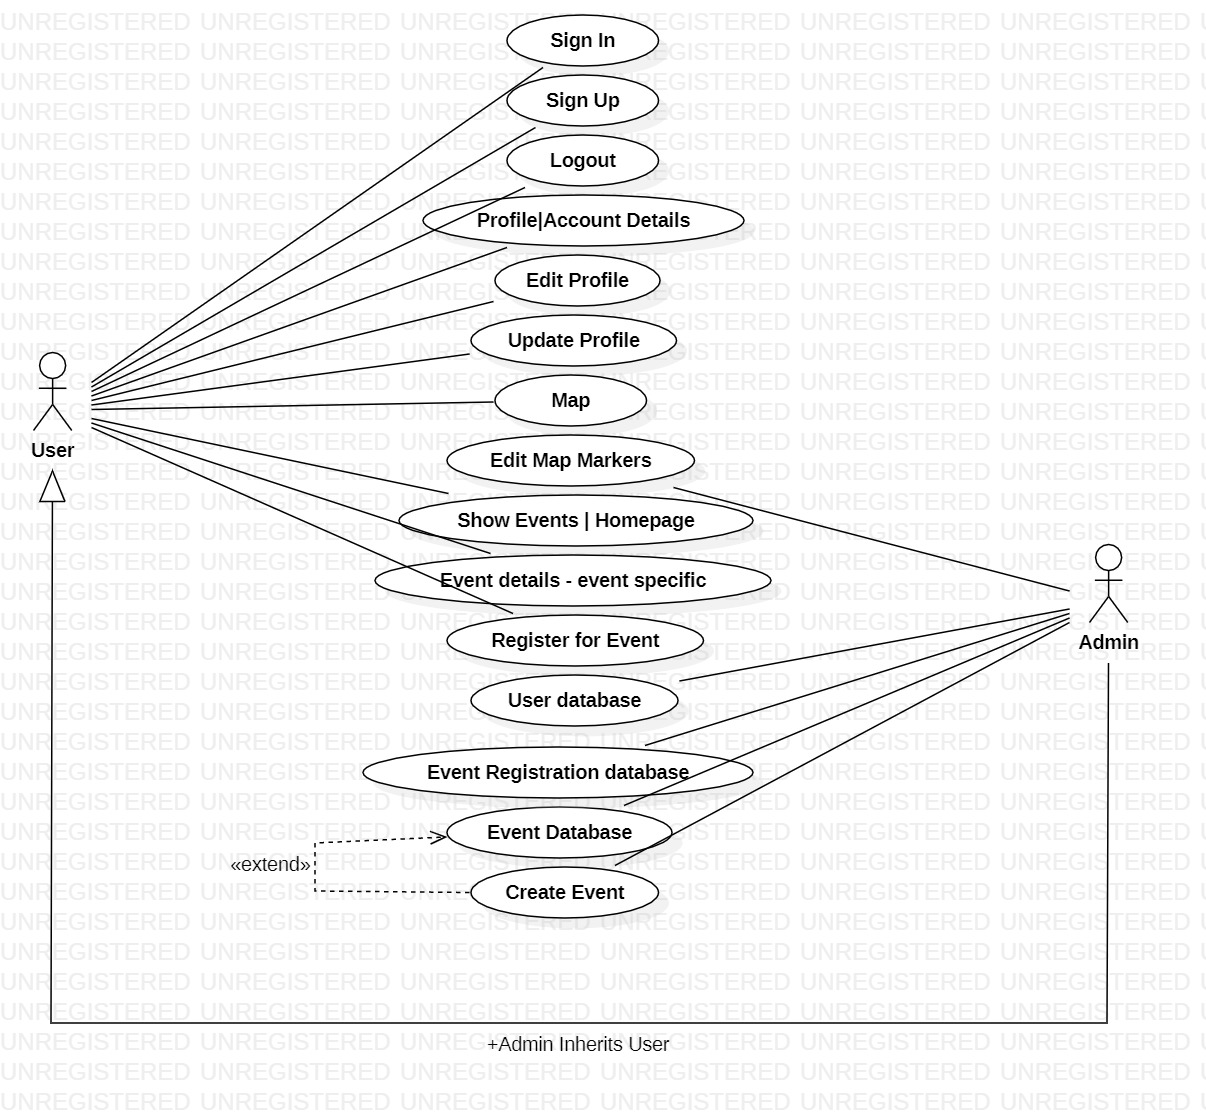 Sign In
Sign Up
Logout
Profile|Account Details
Edit Profile
Update Profile
Map
User
Edit Map Markers
Show Events | Homepage
Event details - event specific
Register for Event
Admin
User database
Event Registration database
Event Database
«extend»
Create Event
+Admin Inherits User
UNREGISTERED